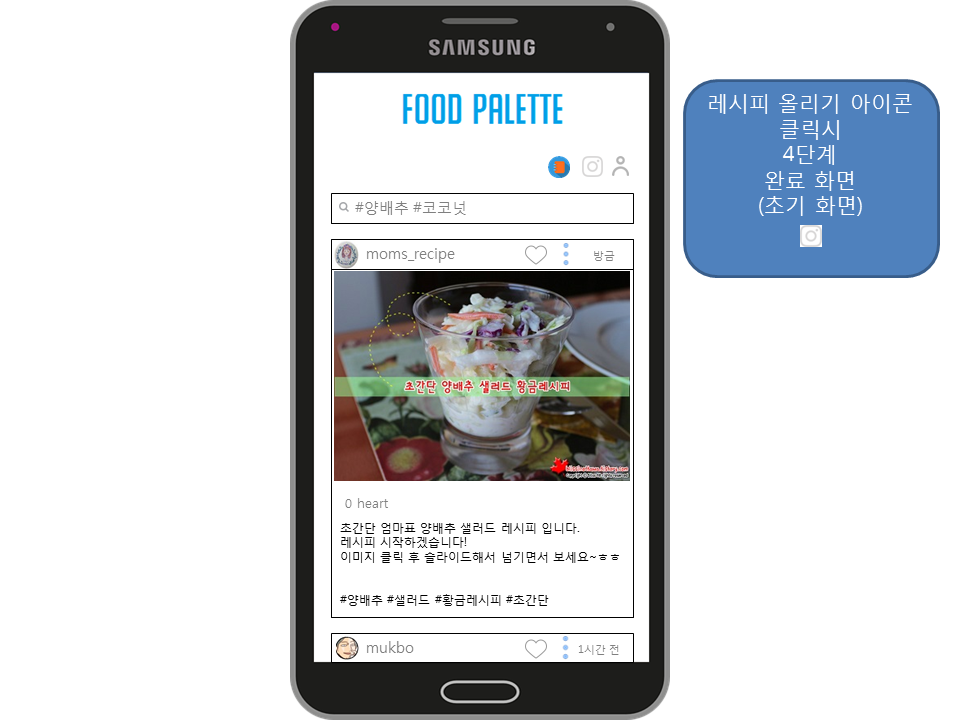 SAMSUNG
FOOD PALETTE
#양배추 #코코넛
moms_recipe
방금
초간단 양배추 샐러드 황금레시피
0 heart
초간단 엄마표 양배추 샐러드 레시피 입니다.
레시피 시작하겠습니다!
이미지 클릭 후 슬라이드해서 넘기면서 보세요~ㅎㅎ
#양배추 #샐러드 #황금레시피 #초간단
mukbo
1시간 전
레시피 올리기 아이콘
클릭시
4단계
완료 화면
(초기 화면)